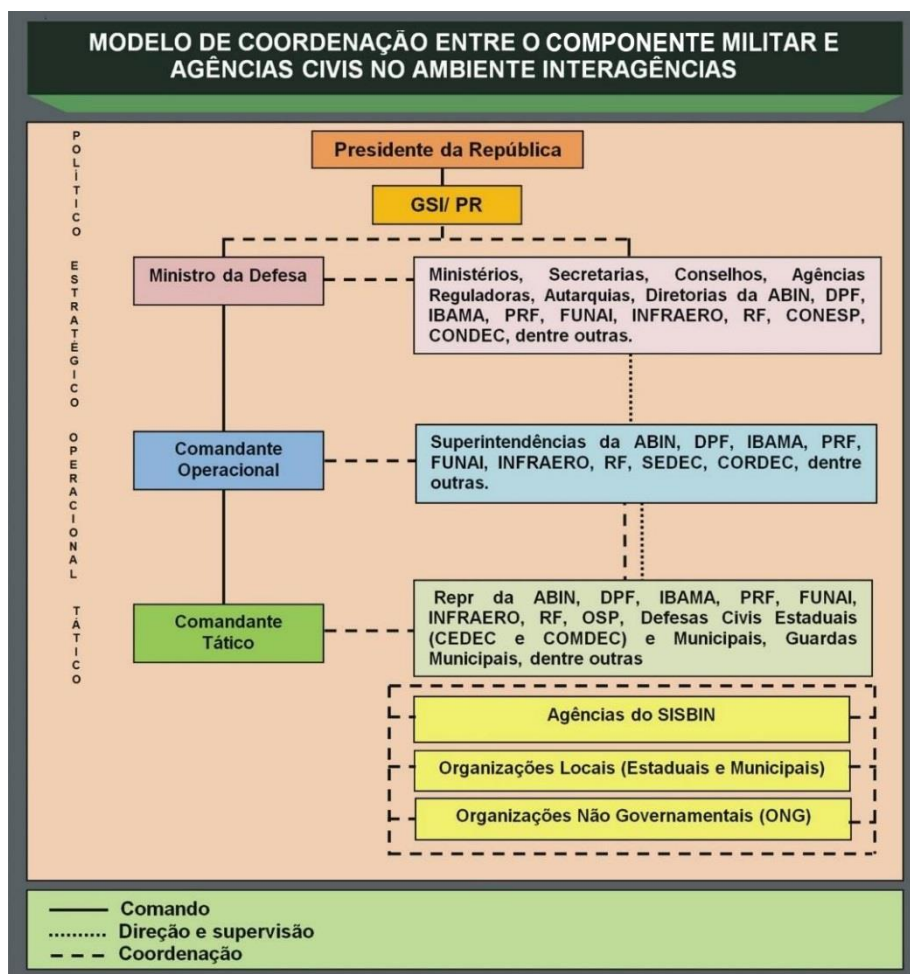 MODELO DE COORDENAÇÃO ENTRE O COMPONENTE MILITAR E
AGÊNCIAS CIVIS NO AMBIENTE INTERAGÊNCIAS
POLÍTICO
Presidente da República
GSI/ PR
ESTRATÉGICO
Ministro da Defesa
Ministérios, Secretarias, Conselhos, Agências
Reguladoras, Autarquias, Diretorias da ABIN, DPF,
IBAMA, PRF, FUNAI, INFRAERO, RF, CONESP,
CONDEC, dentre outras.
OPERACIONAL
Comandante
Operacional
Superintendências da ABIN, DPF, IBAMA, PRF,
FUNAI, INFRAERO, RF, SEDEC, CORDEC, dentre
outras.
TÁTICO
Comandante
Tático
Repr da ABIN, DPF, IBAMA, PRF, FUNAI,
INFRAERO, RF, OSP, Defesas Civis Estaduais
(CEDEC e COMDEC) e Municipais, Guardas
Municipais, dentre outras
Agências do SISBIN
Organizações Locais (Estaduais e Municipais)
Organizações Não Governamentais (ONG)
Comando
Direção e supervisão
Coordenação